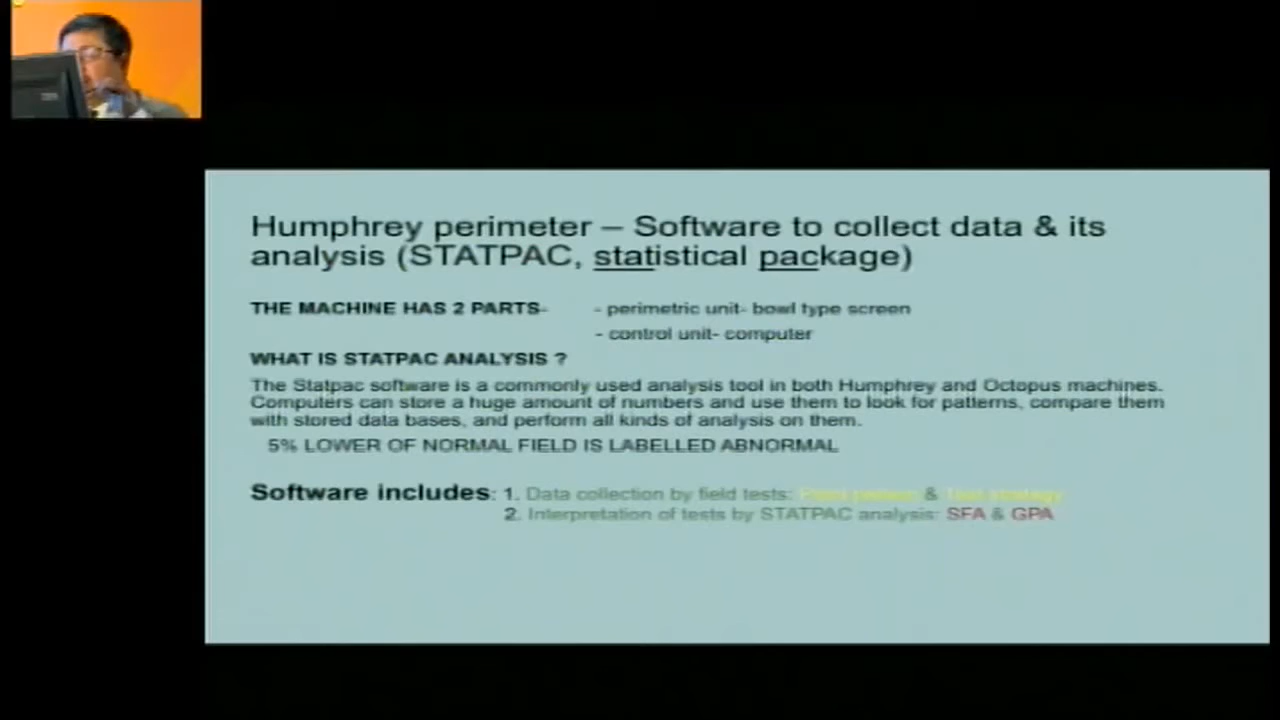 Humphrey perimeter – Software to collect data & its
analysis (STATPAC, statistical package)
THE MACHINE HAS 2 PARTS- - perimetric unit- bowl type screen
- control unit- computer
WHAT IS STATPAC ANALYSIS ?
The Statpac software is a commonly used analysis tool in both Humphrey and Octopus machines.
Computers can store a huge amount of numbers and use them to look for patterns, compare them
with stored data bases, and perform all kinds of analysis on them.
5% LOWER OF NORMAL FIELD IS LABELLED ABNORMAL
Software includes: 1. Data collection by field tests: & Test strategy
2. Interpretation of tests by STATPAC analysis: SFA & GPA